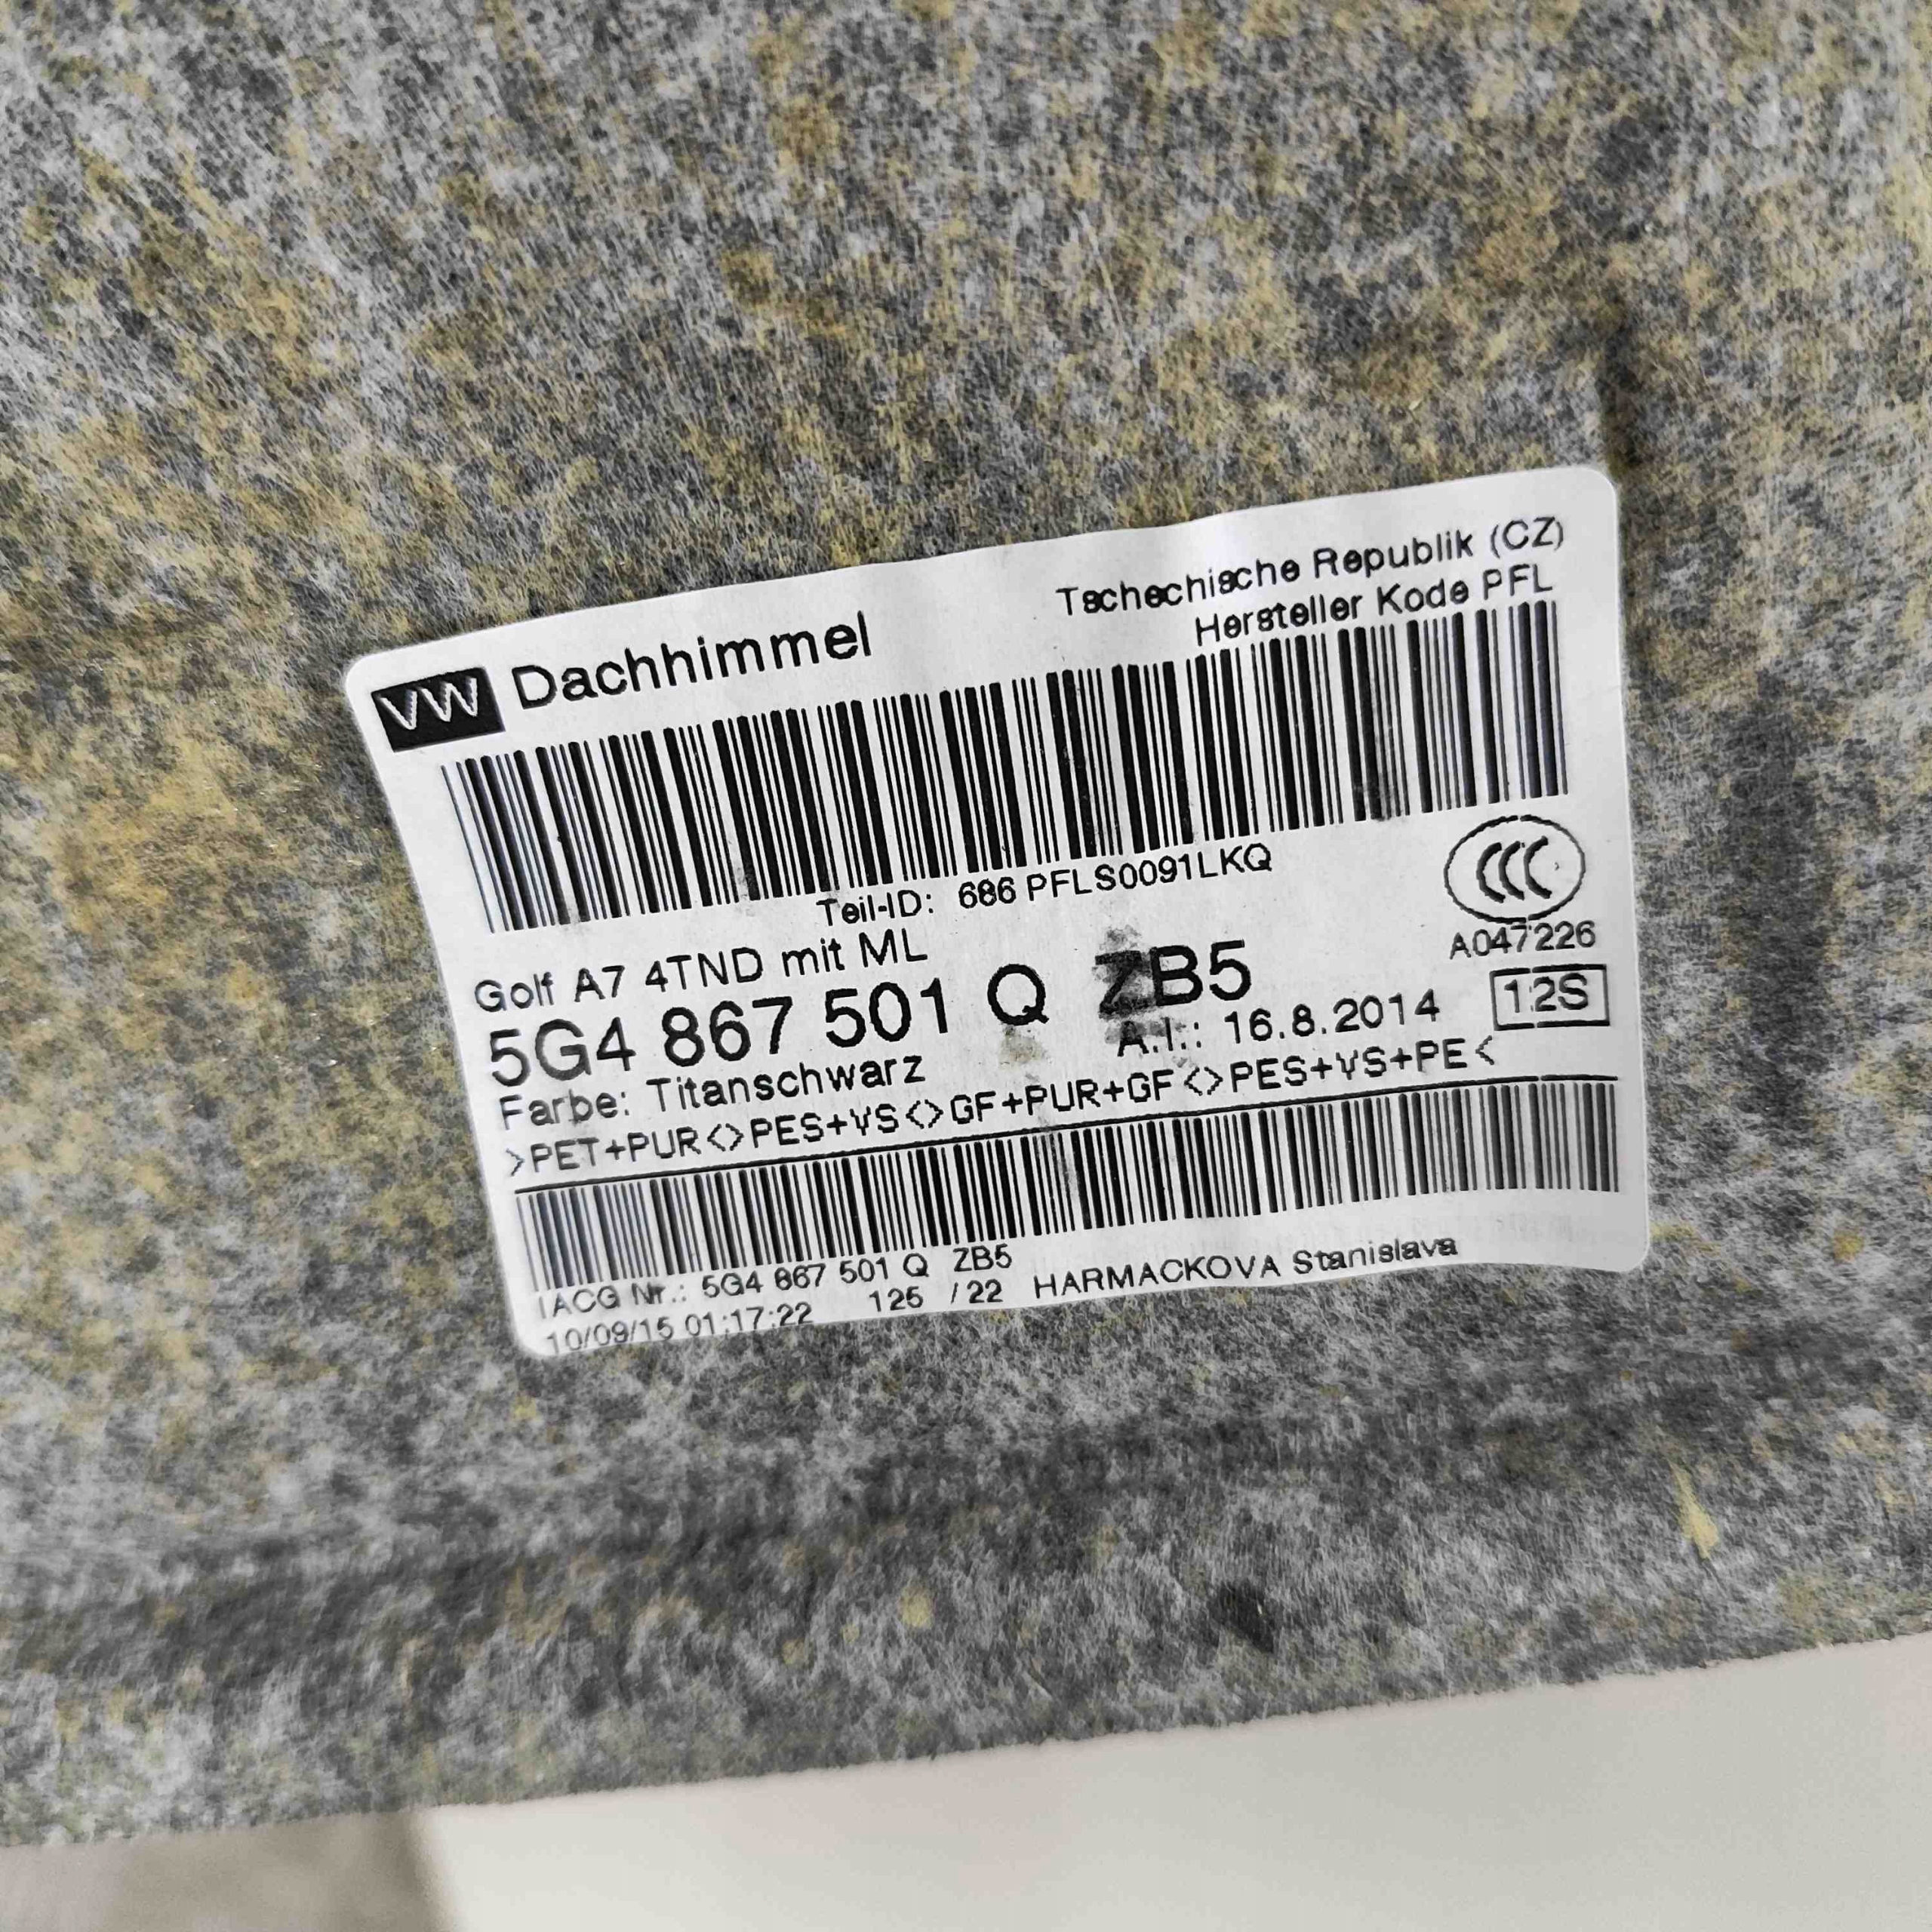 Tschechische Republik (CZ)
VW Dachhimmel
Hersteller Kode PFL
Teil-ID: 686 PFLS0091LKQ
CCC
A047226
Golf A7 4TND mit ML
5G4 867 501 Q ZB5
12S
A.I.: 16.8.2014
Farbe: Titanschwarz
>PET+PUR<>PES+VS<>GF+PUR+GF<>PES+VS+PE<
IACG Nr.: 5G4 867 501 Q ZB5
10/09/15 01:17:22 125 /22 HARMACKOVA Stanislava